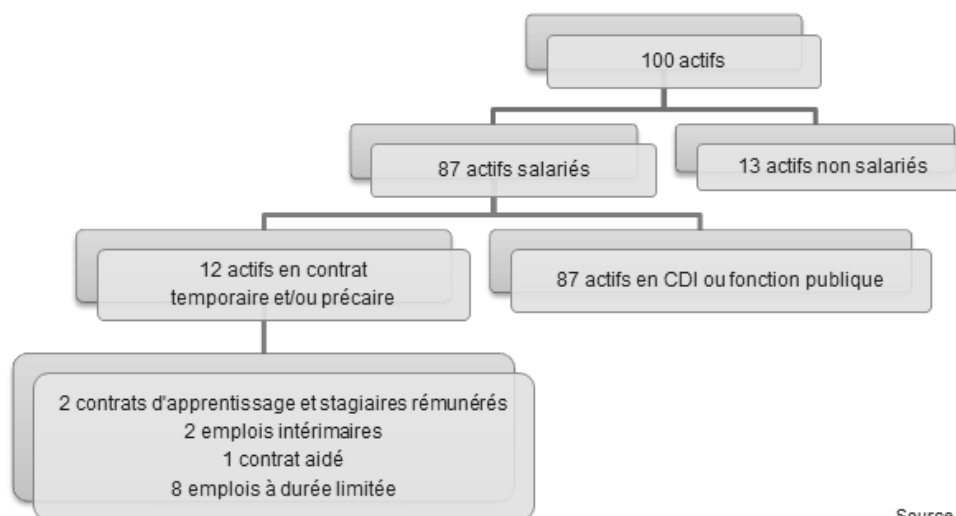 100 actifs
87 actifs salariés
13 actifs non salariés
12 actifs en contrat
temporaire et/ou précaire
87 actifs en CDI ou fonction publique
2 contrats d'apprentissage et stagiaires rémunérés
2 emplois intérimaires
1 contrat aidé
8 emplois à durée limitée
Source